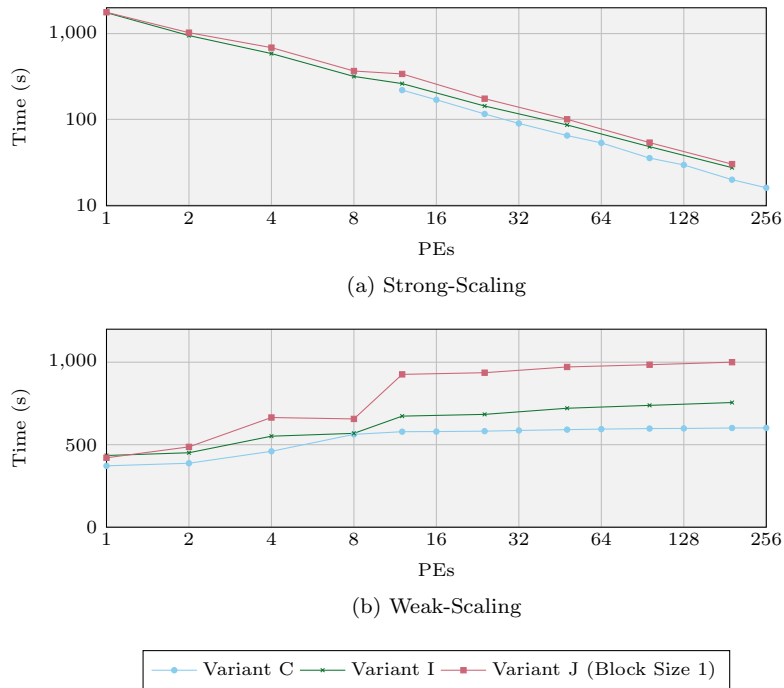 1,000
100
10
Time (s)
1 2 4 8 16 32 64 128 256
PEs
(a) Strong-Scaling
1,000
500
0
Time (s)
1 2 4 8 16 32 64 128 256
PEs
(b) Weak-Scaling
Variant C Variant I Variant J (Block Size 1)